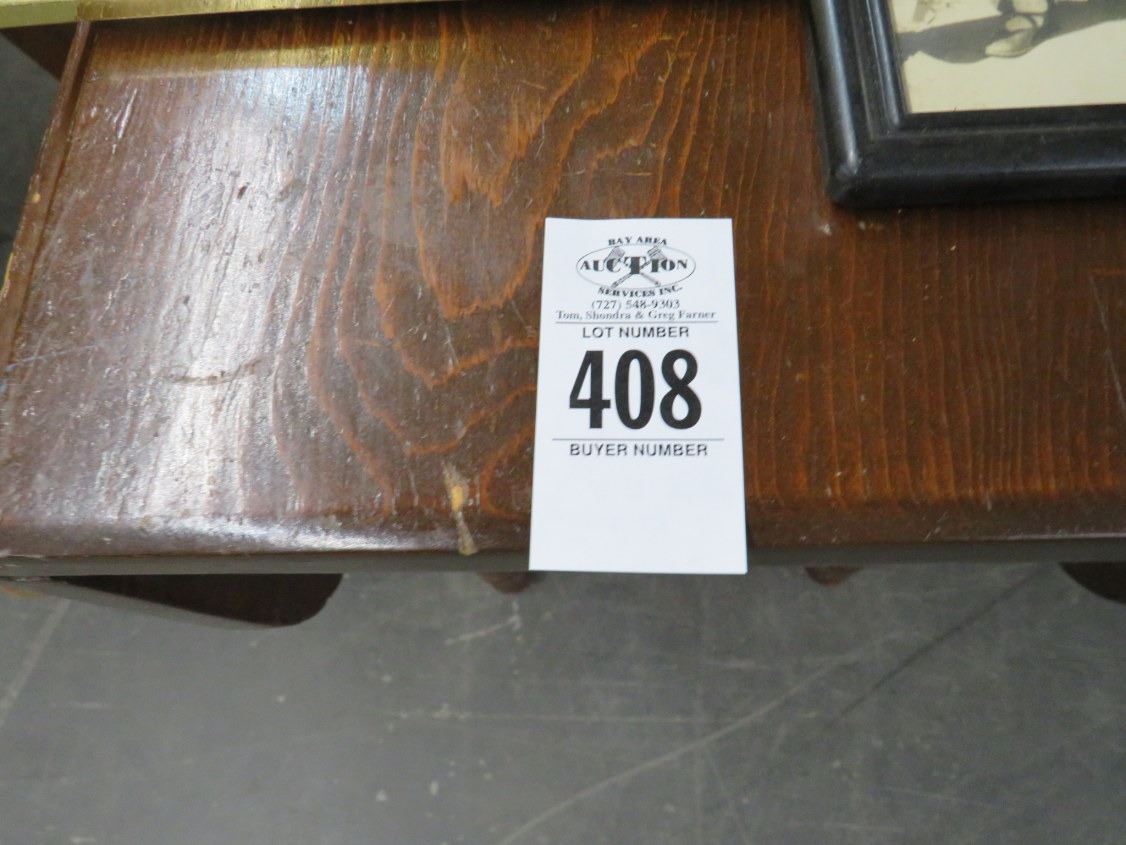 BAY AREA
AUCTION
SERVICES INC.
(727) 548-9303
Tom, Shondra & Greg Farner
LOT NUMBER
408
BUYER NUMBER